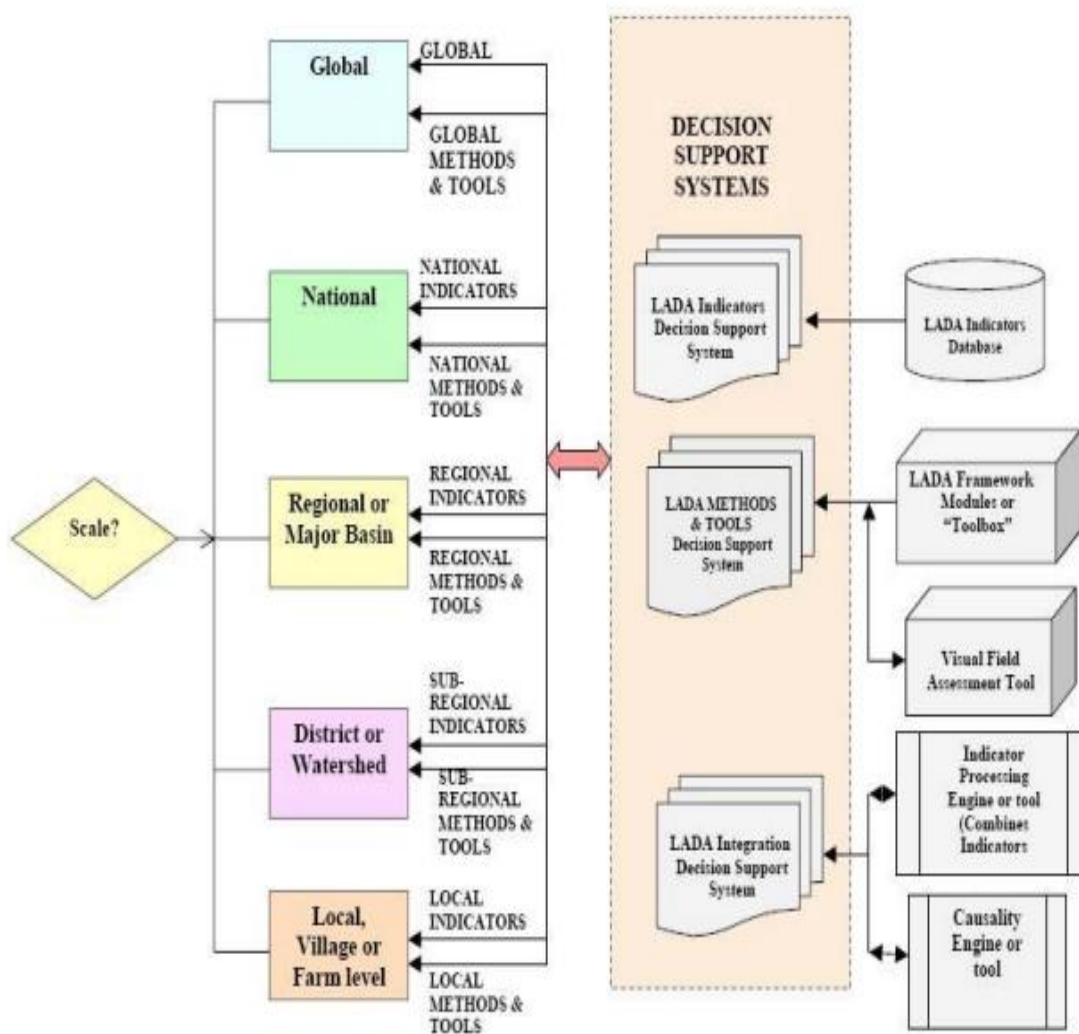 Scale?
Global
National
Regional or
Major Basin
District or
Watershed
Local,
Village or
Farm level
GLOBAL
GLOBAL
METHODS
& TOOLS
NATIONAL
INDICATORS
NATIONAL
METHODS &
TOOLS
REGIONAL
INDICATORS
REGIONAL
METHODS &
TOOLS
SUB-
REGIONAL
INDICATORS
SUB-
REGIONAL
METHODS &
TOOLS
LOCAL
INDICATORS
LOCAL
METHODS &
TOOLS
DECISION
SUPPORT
SYSTEMS
LADA Indicators
Decision Support
System
LADA METHODS
& TOOLS
Decision Support
System
LADA Integration
Decision Support
System
LADA Indicators
Database
LADA Framework
Modules or
“Toolbox”
Visual Field
Assessment Tool
Indicator
Processing
Engine or tool
(Combines
Indicators
Causality
Engine or
tool